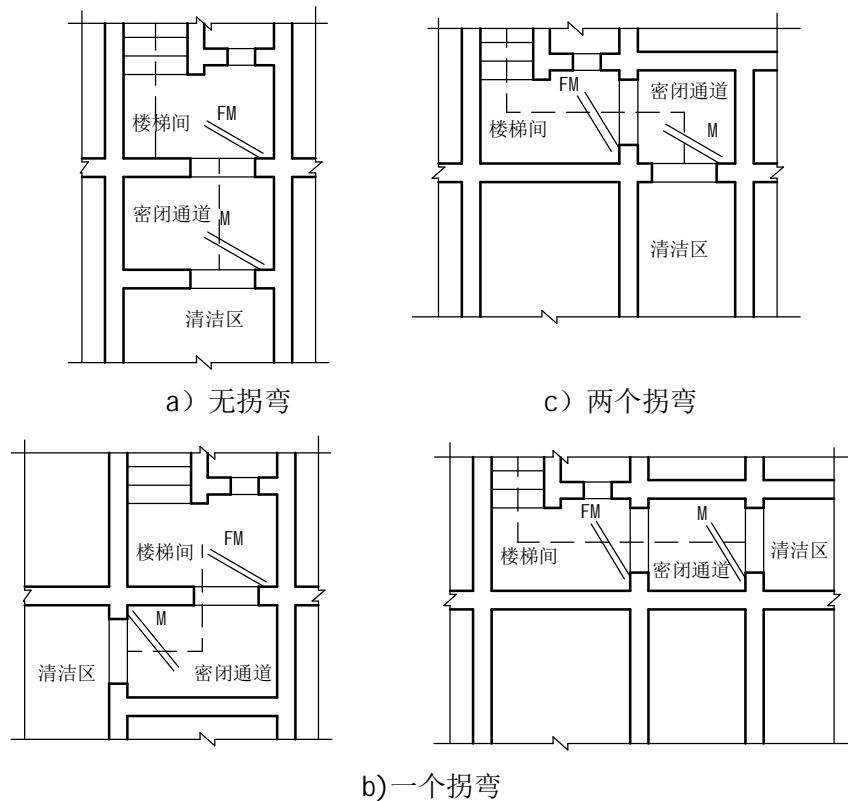 FM
楼梯间
密闭通道
M
清洁区
a）无拐弯
密闭通道
FM
M
楼梯间
清洁区
c）两个拐弯
FM
楼梯间
M
清洁区
密闭通道
FM
M
楼梯间
清洁区
密闭通道
b)一个拐弯